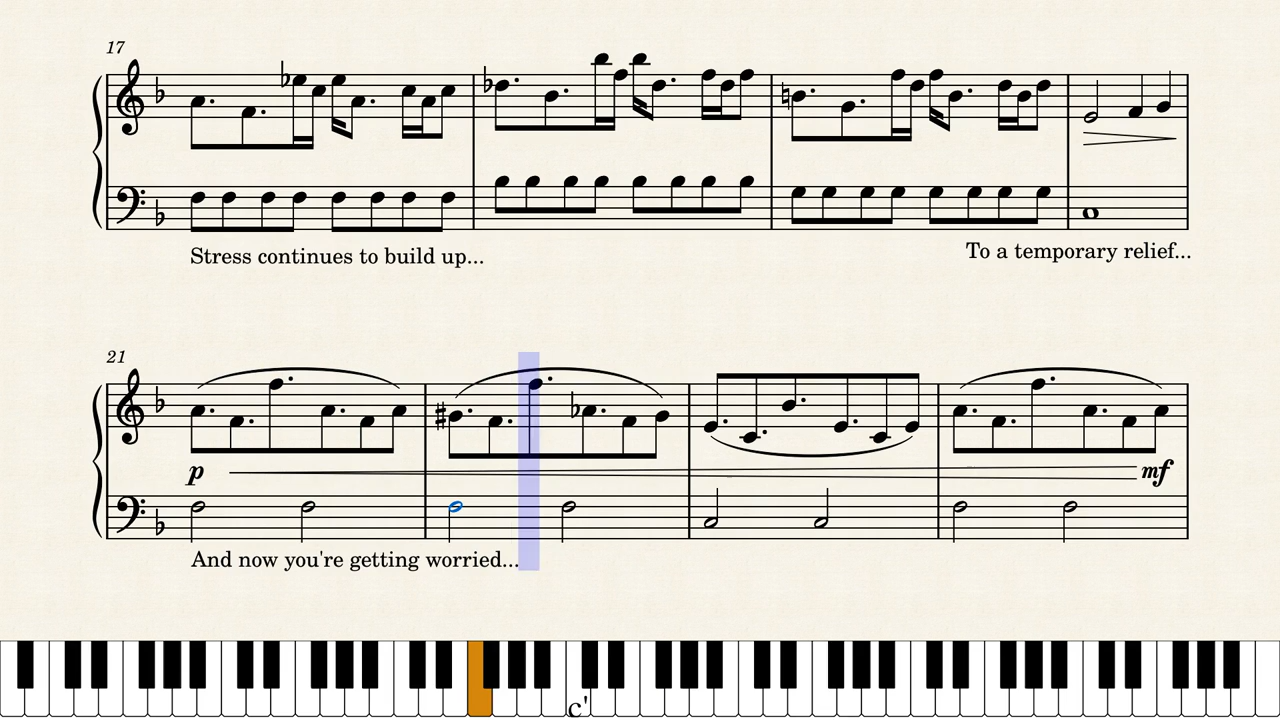 17
Stress continues to build up...
To a temporary relief...
21
p
mf
And now you're getting worried...
c'